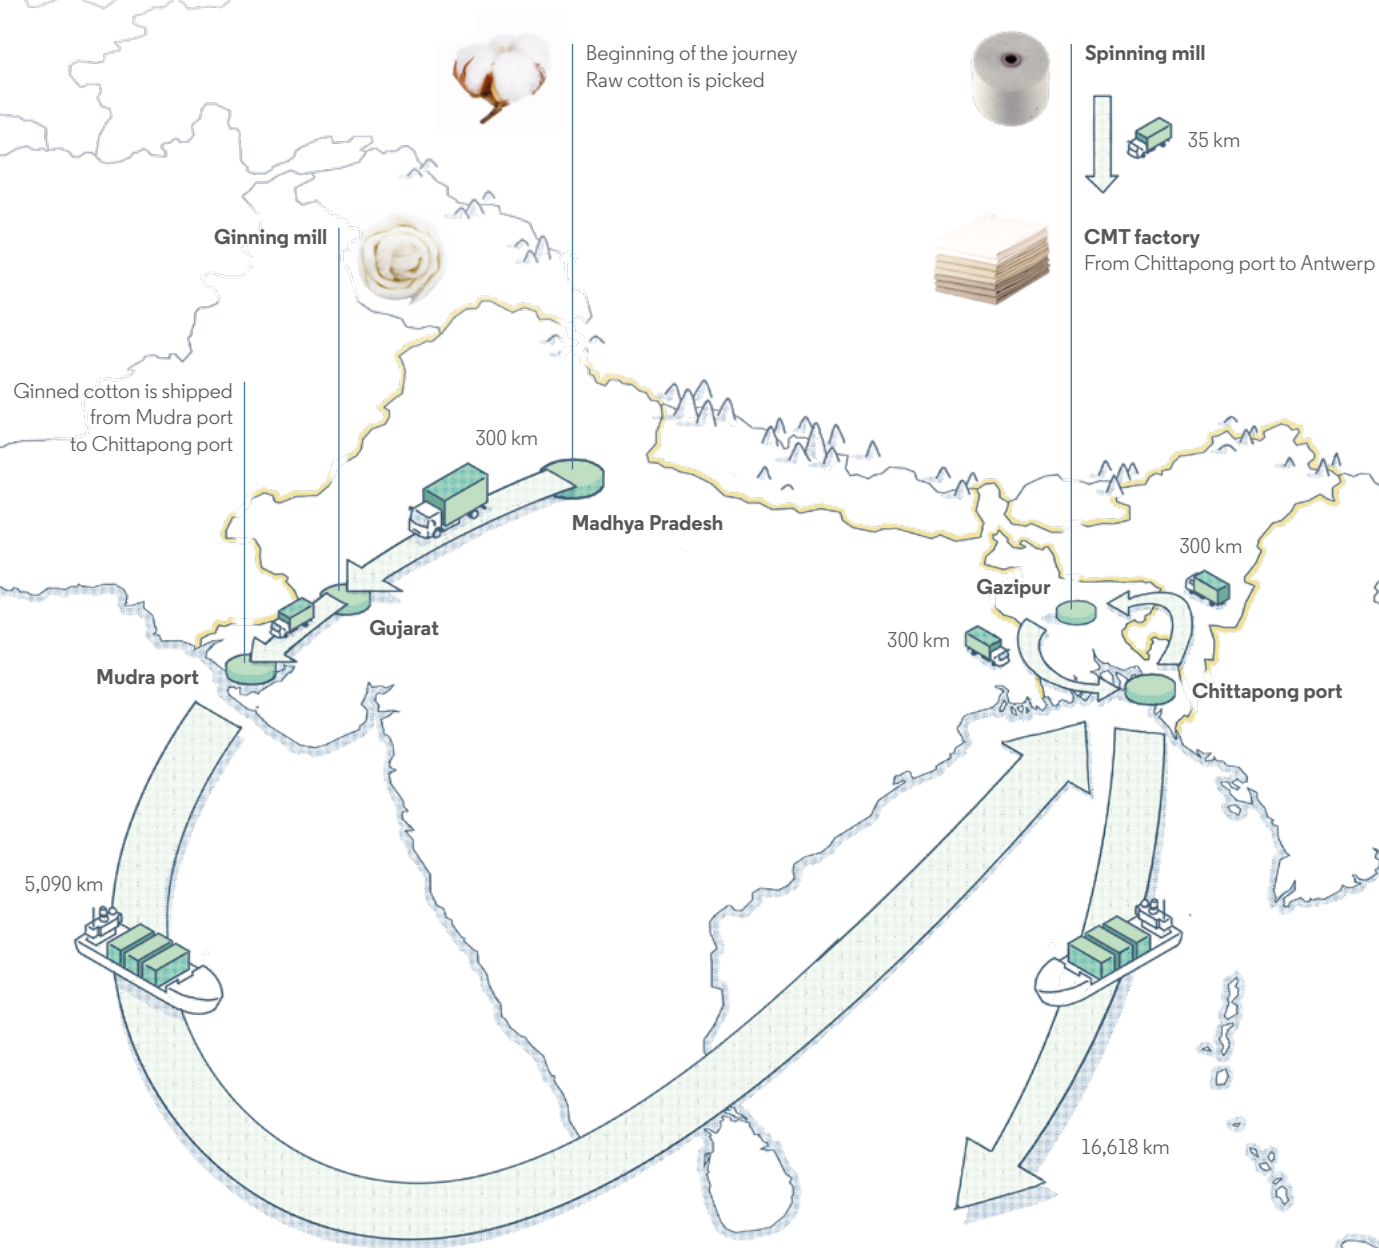 Beginning of the journey
Raw cotton is picked
Spinning mill
35 km
Ginning mill
CMT factory
From Chittapong port to Antwerp
Ginned cotton is shipped
from Mudra port
to Chittapong port
300 km
Madhya Pradesh
300 km
Gazipur
Gujarat
300 km
Mudra port
Chittapong port
5,090 km
16,618 km